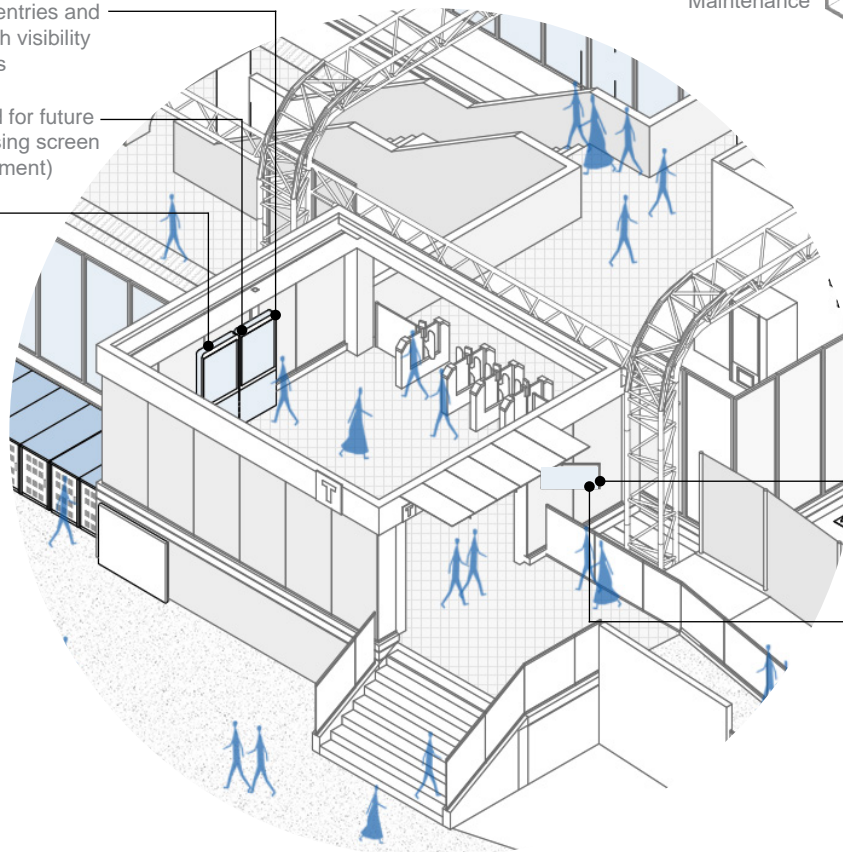 entries and
h visibility
s
l for future
sing screen
ment)
Maintenance
T
T